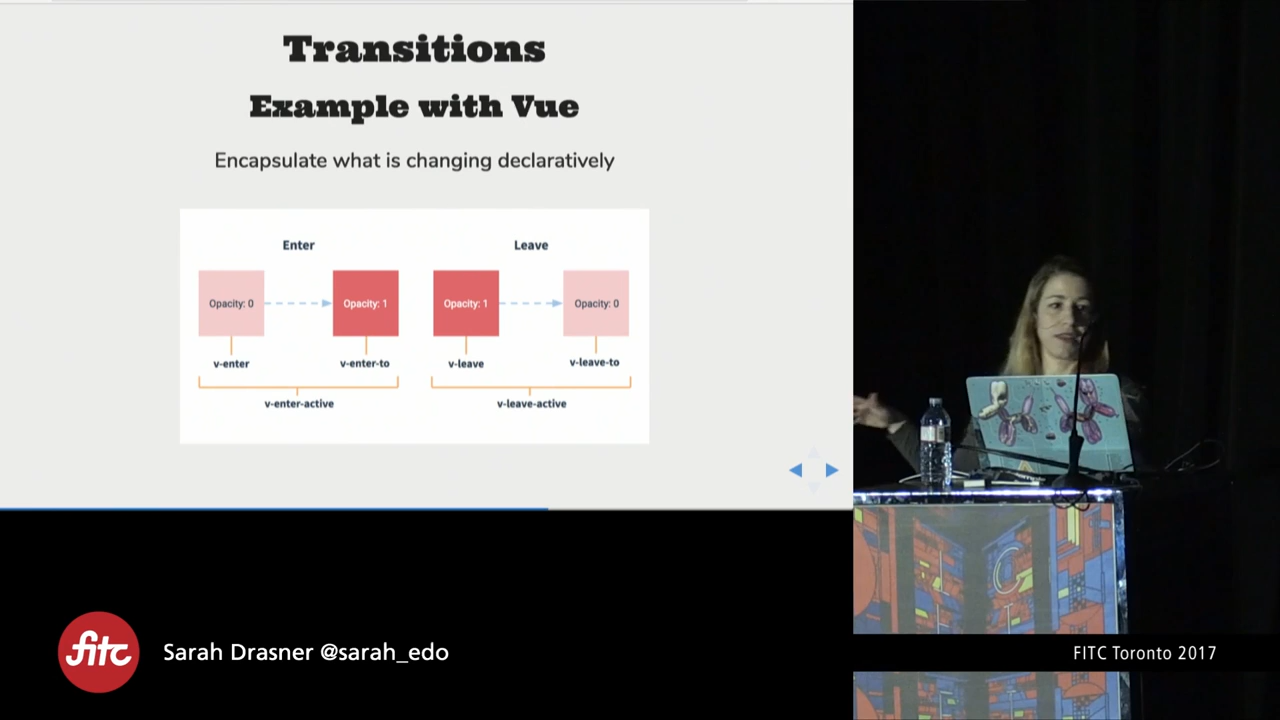 Transitions
Example with Vue
Encapsulate what is changing declaratively
Enter
Leave
Opacity: 0
Opacity: 1
Opacity: 1
Opacity: 0
v-enter
v-enter-to
v-leave
v-leave-to
v-enter-active
v-leave-active
fitc
Sarah Drasner @sarah_edo
FITC Toronto 2017